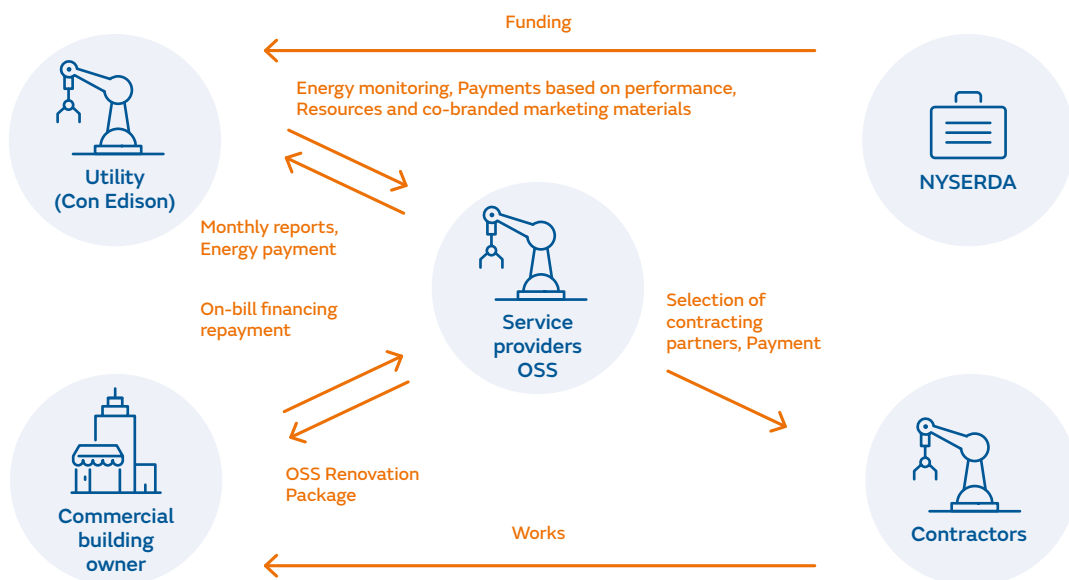 Funding
Energy monitoring, Payments based on performance,
Resources and co-branded marketing materials
Utility
(Con Edison)
NYSERDA
Monthly reports,
Energy payment
On-bill financing
repayment
Service
providers
OSS
Selection of
contracting
partners, Payment
OSS Renovation
Package
Commercial
building
owner
Works
Contractors